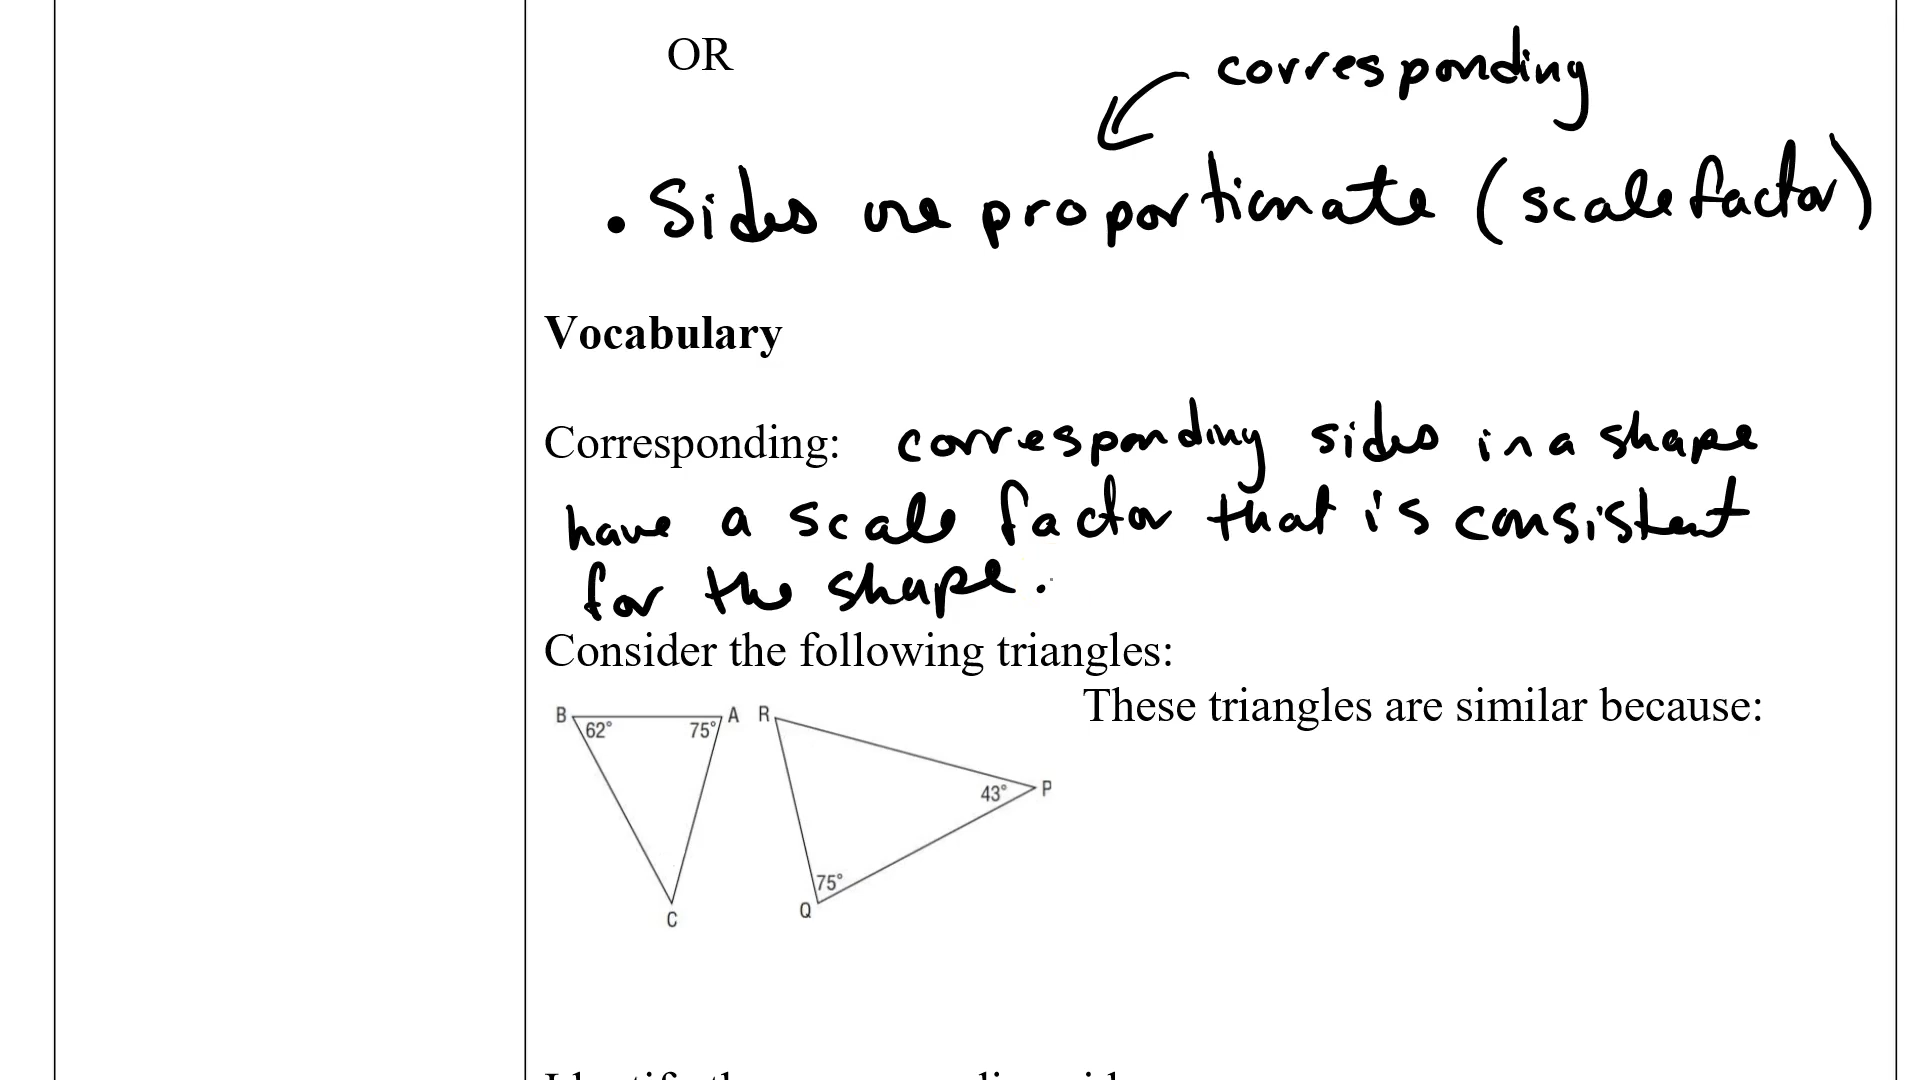 OR
corresponding
• Sides are proportionate (scale factor)
Vocabulary
Corresponding: corresponding sides in a shape
have a scale factor that is consistent
for the shape.
Consider the following triangles:
These triangles are similar because:
B 62° 75° A R
43° P
75°
Q
C